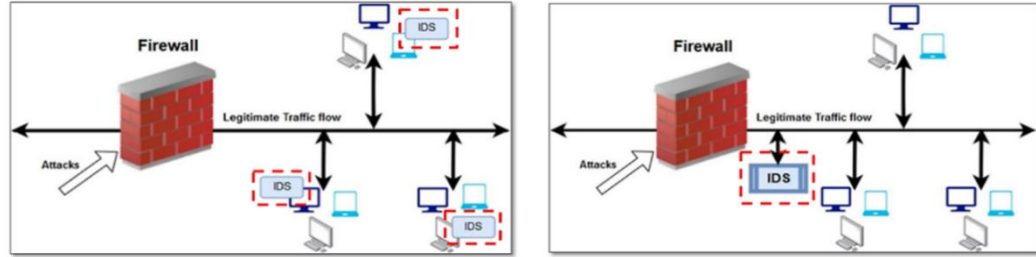 IDS
Firewall
Legitimate Traffic flow
Attacks
IDS
IDS
Firewall
Legitimate Traffic flow
Attacks
IDS